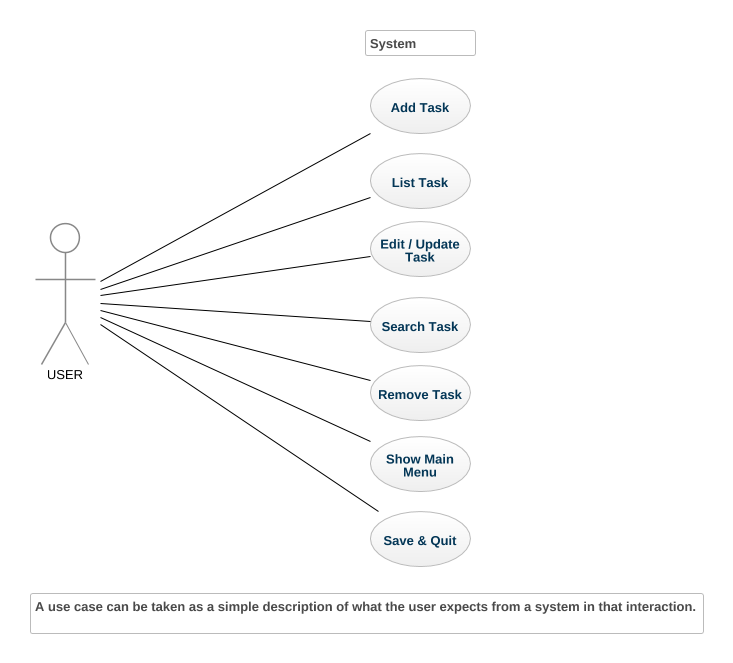 System
Add Task
List Task
Edit / Update
Task
Search Task
Remove Task
Show Main
Menu
Save & Quit
USER
A use case can be taken as a simple description of what the user expects from a system in that interaction.